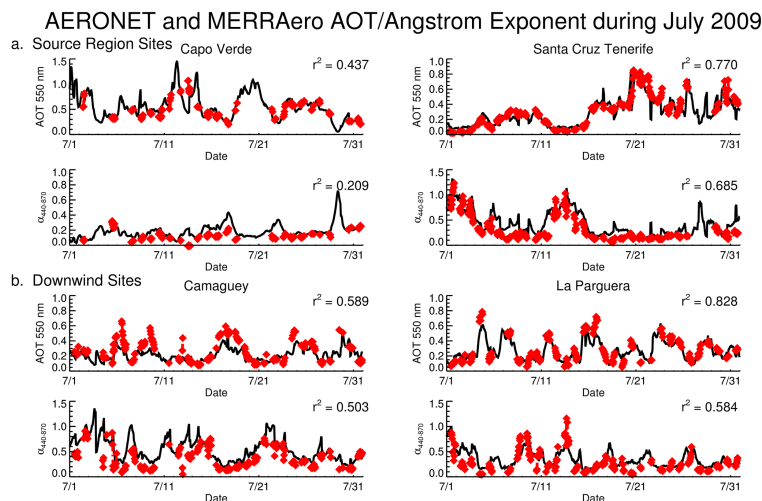 AERONET and MERRAero AOT/Angstrom Exponent during July 2009
a. Source Region Sites
Capo Verde
Santa Cruz Tenerife
r² = 0.437
AOT 550 nm
1.5
1.0
0.5
0.0
7/1
7/11
7/21
7/31
Date
r² = 0.770
AOT 550 nm
1.0
0.8
0.6
0.4
0.2
0.0
7/1
7/11
7/21
7/31
Date
r² = 0.209
α440-870
1.0
0.8
0.6
0.4
0.2
0.0
7/1
7/11
7/21
7/31
Date
r² = 0.685
α440-870
1.5
1.0
0.5
0.0
7/1
7/11
7/21
7/31
Date
b. Downwind Sites
Camaguey
La Parguera
r² = 0.589
AOT 550 nm
1.0
0.8
0.6
0.4
0.2
0.0
7/1
7/11
7/21
7/31
Date
r² = 0.828
AOT 550 nm
1.0
0.8
0.6
0.4
0.2
0.0
7/1
7/11
7/21
7/31
Date
r² = 0.503
α440-870
1.5
1.0
0.5
0.0
7/1
7/11
7/21
7/31
Date
r² = 0.584
α440-870
1.5
1.0
0.5
0.0
7/1
7/11
7/21
7/31
Date